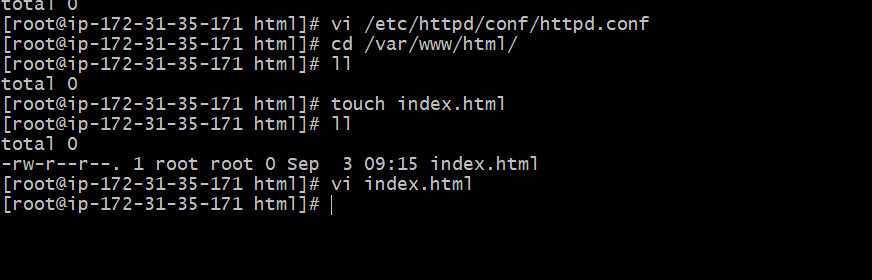 total 0
[root@ip-172-31-35-171 html]# vi /etc/httpd/conf/httpd.conf
[root@ip-172-31-35-171 html]# cd /var/www/html/
[root@ip-172-31-35-171 html]# ll
total 0
[root@ip-172-31-35-171 html]# touch index.html
[root@ip-172-31-35-171 html]# ll
total 0
-rw-r--r--. 1 root root 0 Sep  3 09:15 index.html
[root@ip-172-31-35-171 html]# vi index.html
[root@ip-172-31-35-171 html]#